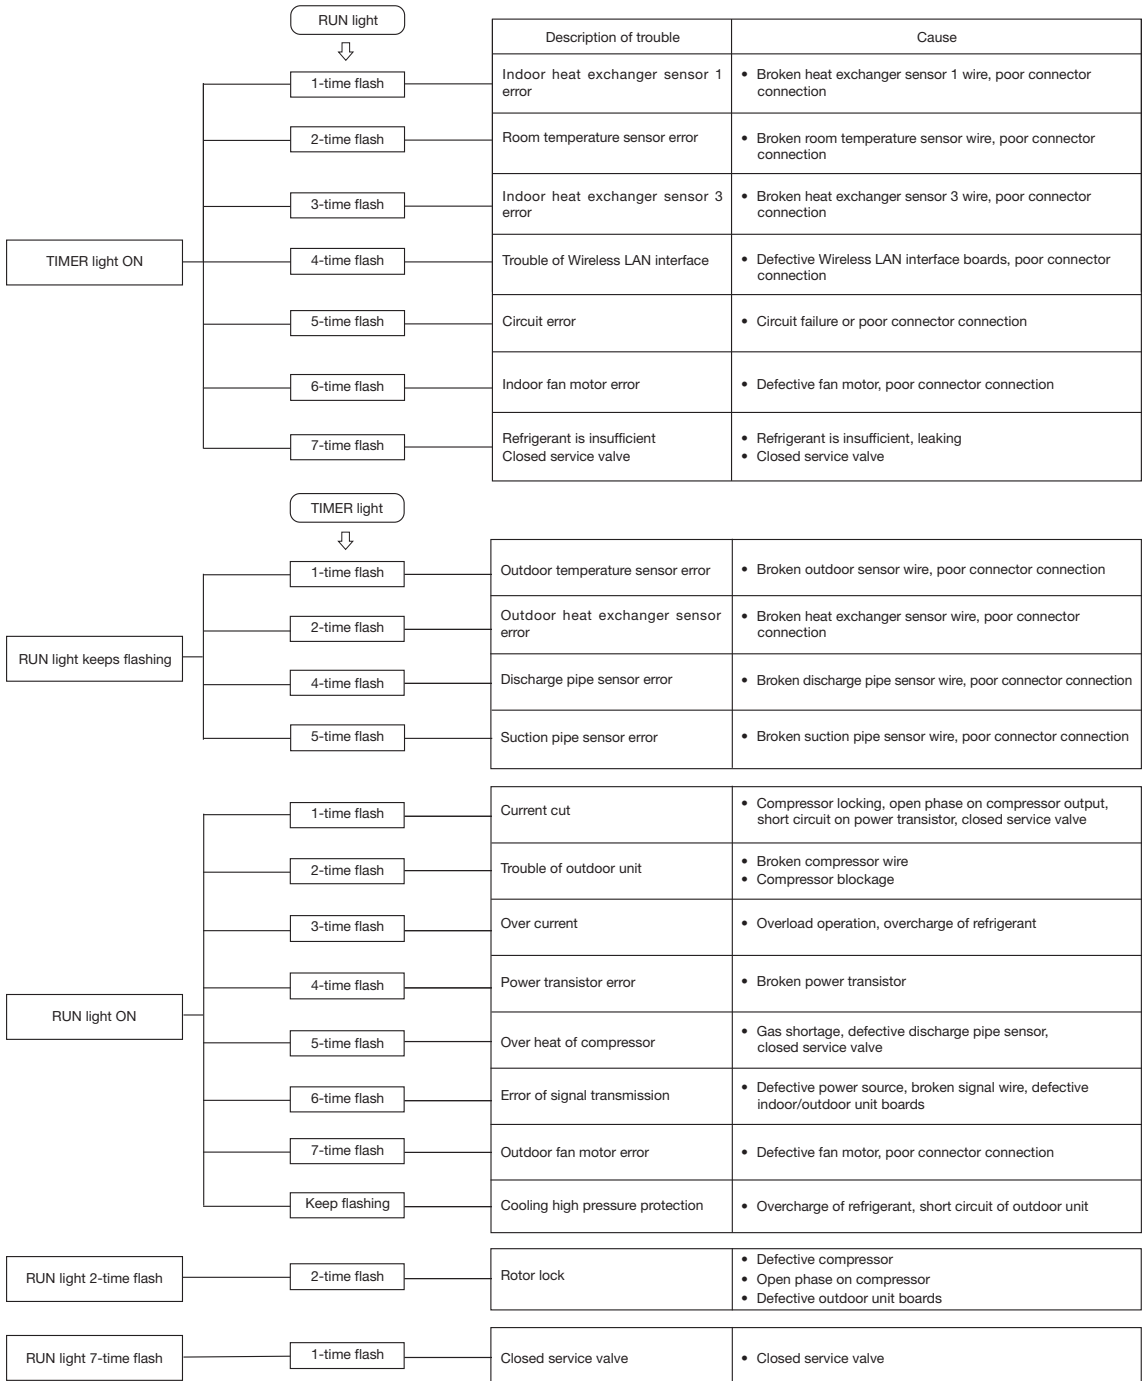 RUN light
Description of trouble
Cause
TIMER light ON
1-time flash
Indoor heat exchanger sensor 1
error
• Broken heat exchanger sensor 1 wire, poor connector
connection
2-time flash
Room temperature sensor error
• Broken room temperature sensor wire, poor connector
connection
3-time flash
Indoor heat exchanger sensor 3
error
• Broken heat exchanger sensor 3 wire, poor connector
connection
4-time flash
Trouble of Wireless LAN interface
• Defective Wireless LAN interface boards, poor connector
connection
5-time flash
Circuit error
• Circuit failure or poor connector connection
6-time flash
Indoor fan motor error
• Defective fan motor, poor connector connection
7-time flash
Refrigerant is insufficient
Closed service valve
• Refrigerant is insufficient, leaking
• Closed service valve
TIMER light
RUN light keeps flashing
1-time flash
Outdoor temperature sensor error
• Broken outdoor sensor wire, poor connector connection
2-time flash
Outdoor heat exchanger sensor
error
• Broken heat exchanger sensor wire, poor connector
connection
4-time flash
Discharge pipe sensor error
• Broken discharge pipe sensor wire, poor connector connection
5-time flash
Suction pipe sensor error
• Broken suction pipe sensor wire, poor connector connection
RUN light ON
1-time flash
Current cut
• Compressor locking, open phase on compressor output,
short circuit on power transistor, closed service valve
2-time flash
Trouble of outdoor unit
• Broken compressor wire
• Compressor blockage
3-time flash
Over current
• Overload operation, overcharge of refrigerant
4-time flash
Power transistor error
• Broken power transistor
5-time flash
Over heat of compressor
• Gas shortage, defective discharge pipe sensor,
closed service valve
6-time flash
Error of signal transmission
• Defective power source, broken signal wire, defective
indoor/outdoor unit boards
7-time flash
Outdoor fan motor error
• Defective fan motor, poor connector connection
Keep flashing
Cooling high pressure protection
• Overcharge of refrigerant, short circuit of outdoor unit
RUN light 2-time flash
2-time flash
Rotor lock
• Defective compressor
• Open phase on compressor
• Defective outdoor unit boards
RUN light 7-time flash
1-time flash
Closed service valve
• Closed service valve